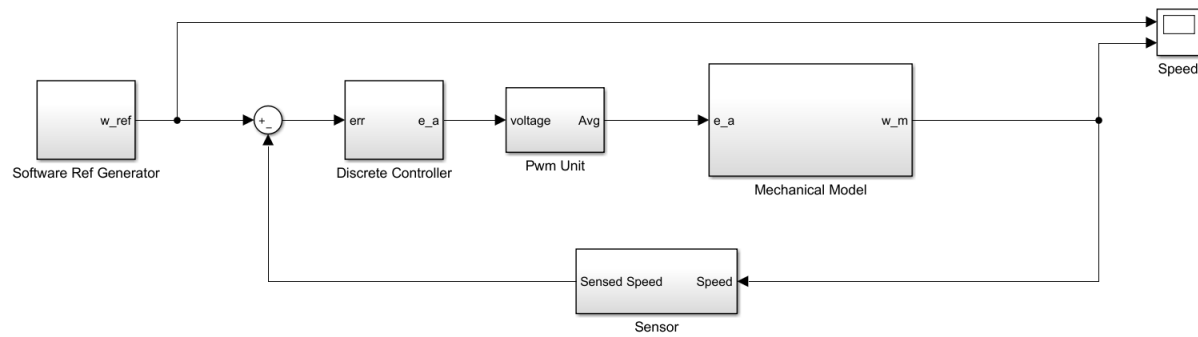 Speed
w_ref
+
-
err
e_a
voltage
Avg
e_a
w_m
Software Ref Generator
Discrete Controller
Pwm Unit
Mechanical Model
Sensed Speed
Speed
Sensor